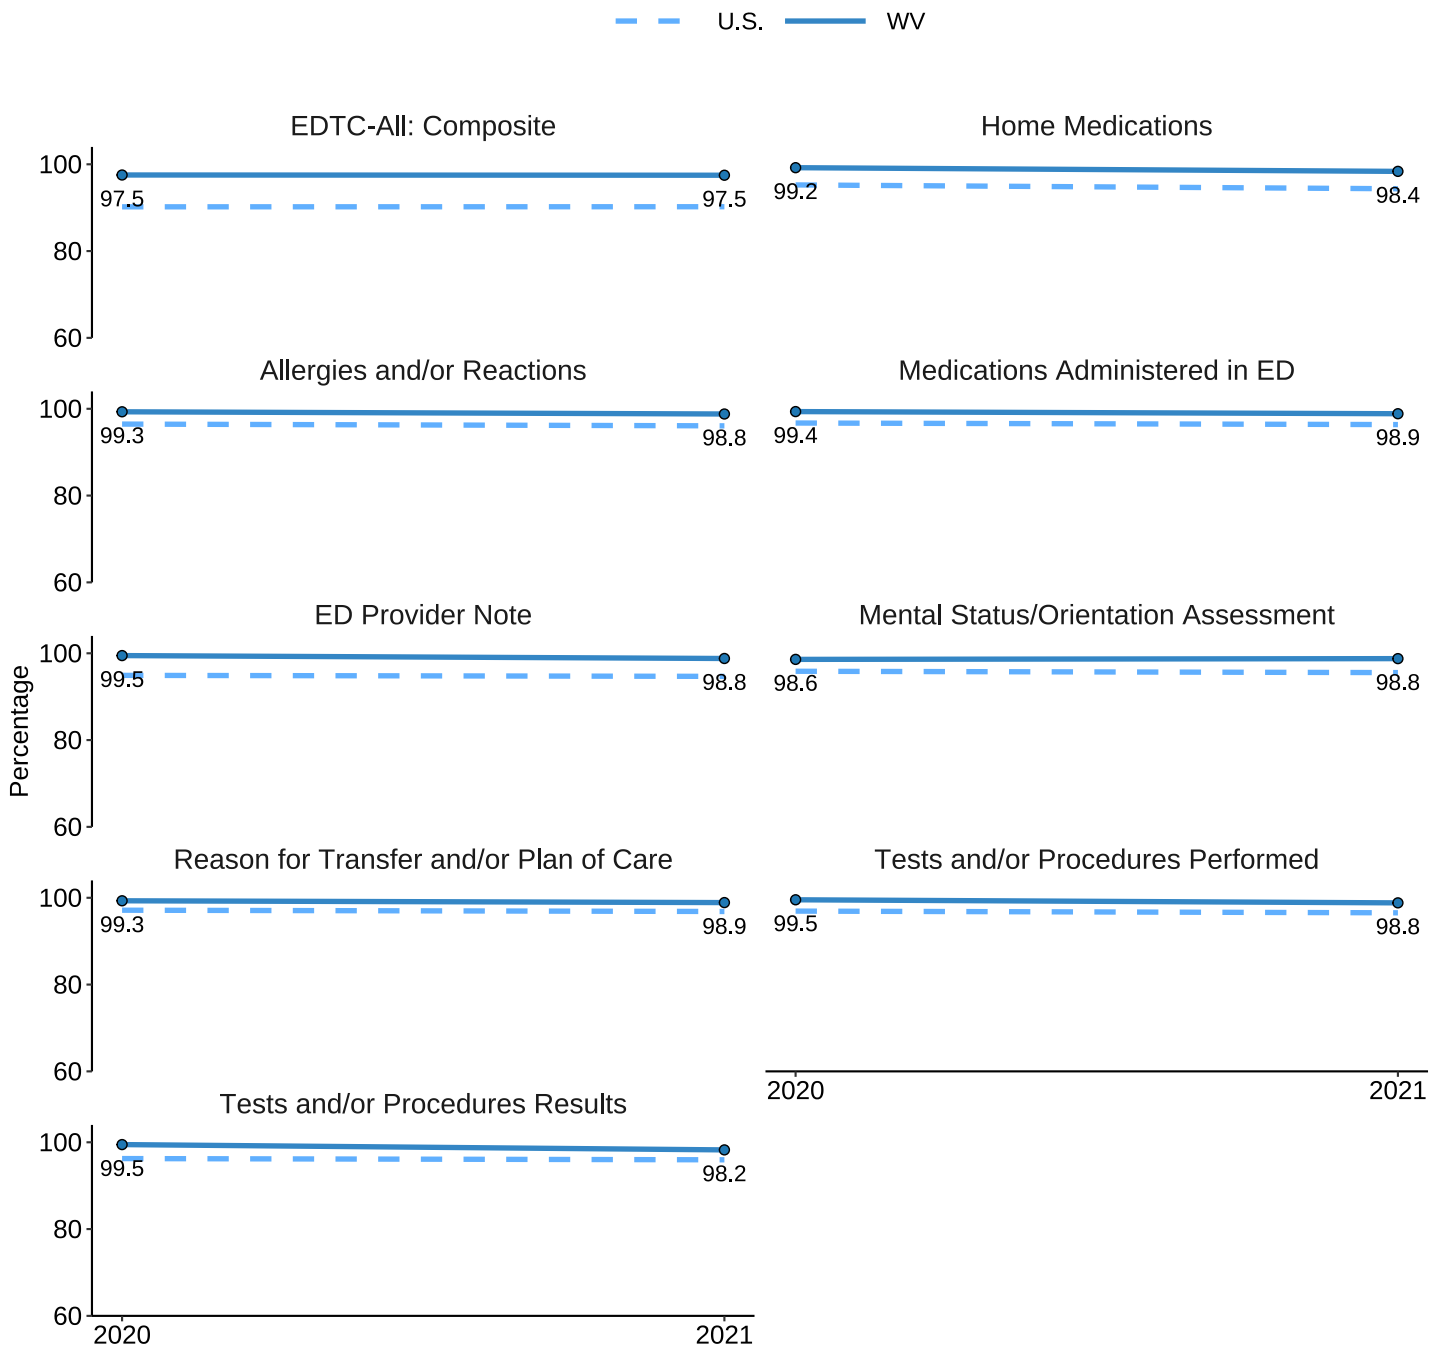 U.S. WV
EDTC-All: Composite
100
97.5 97.5
80
60
Home Medications
99.2 98.4
Allergies and/or Reactions
100
99.3 98.8
80
60
Medications Administered in ED
99.4 98.9
Percentage
ED Provider Note
100
99.5 98.8
80
60
Mental Status/Orientation Assessment
98.6 98.8
Reason for Transfer and/or Plan of Care
100
99.3 98.9
80
60
Tests and/or Procedures Performed
99.5 98.8
2020 2021
Tests and/or Procedures Results
100
99.5 98.2
80
60
2020 2021